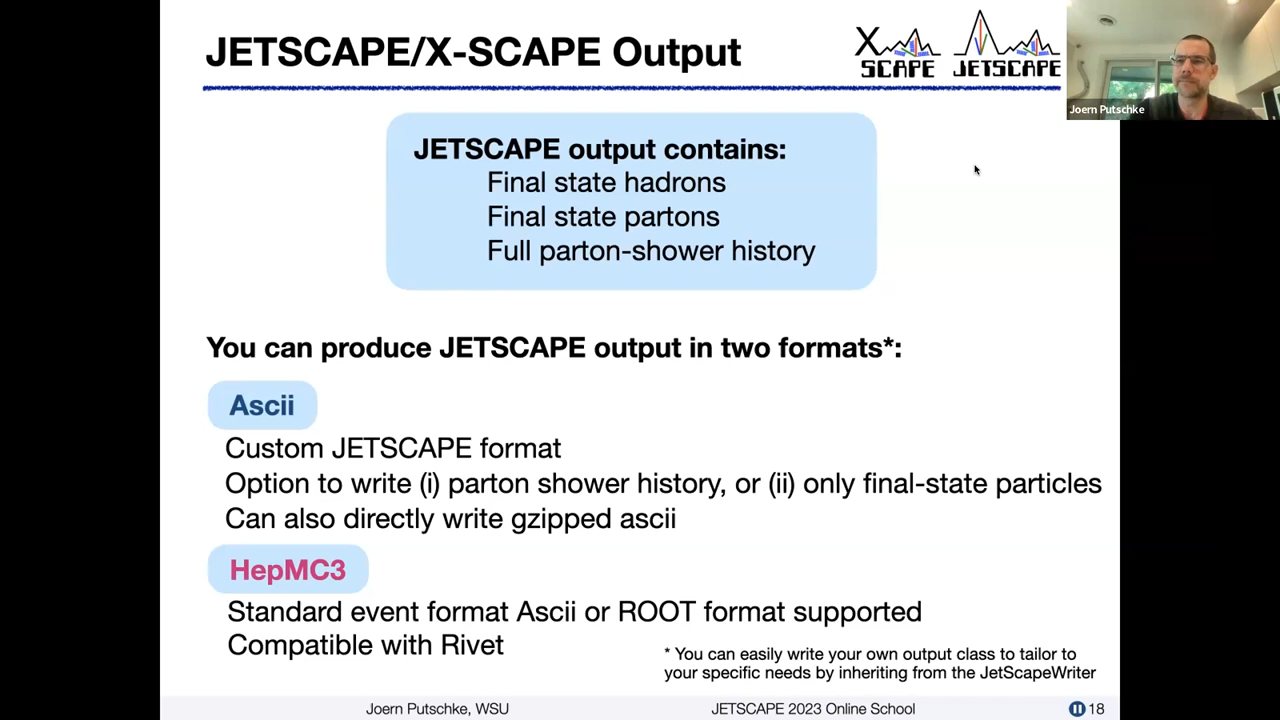 JETSCAPE/X-SCAPE Output
X
SCAPE
JETSCAPE
Joern Putschke
JETSCAPE output contains:
Final state hadrons
Final state partons
Full parton-shower history
You can produce JETSCAPE output in two formats*:
Ascii
Custom JETSCAPE format
Option to write (i) parton shower history, or (ii) only final-state particles
Can also directly write gzipped ascii
HepMC3
Standard event format Ascii or ROOT format supported
Compatible with Rivet
* You can easily write your own output class to tailor to
your specific needs by inheriting from the JetScapeWriter
Joern Putschke, WSU
JETSCAPE 2023 Online School
18